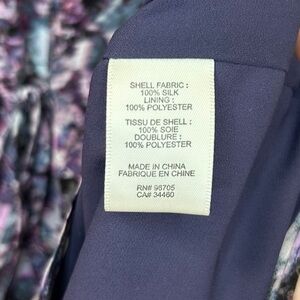 SHELL FABRIC :
100% SILK
LINING :
100% POLYESTER
TISSU DE SHELL :
100% SOIE
DOUBLURE :
100% POLYESTER
MADE IN CHINA
FABRIQUE EN CHINE
RN# 96705
CA# 34460